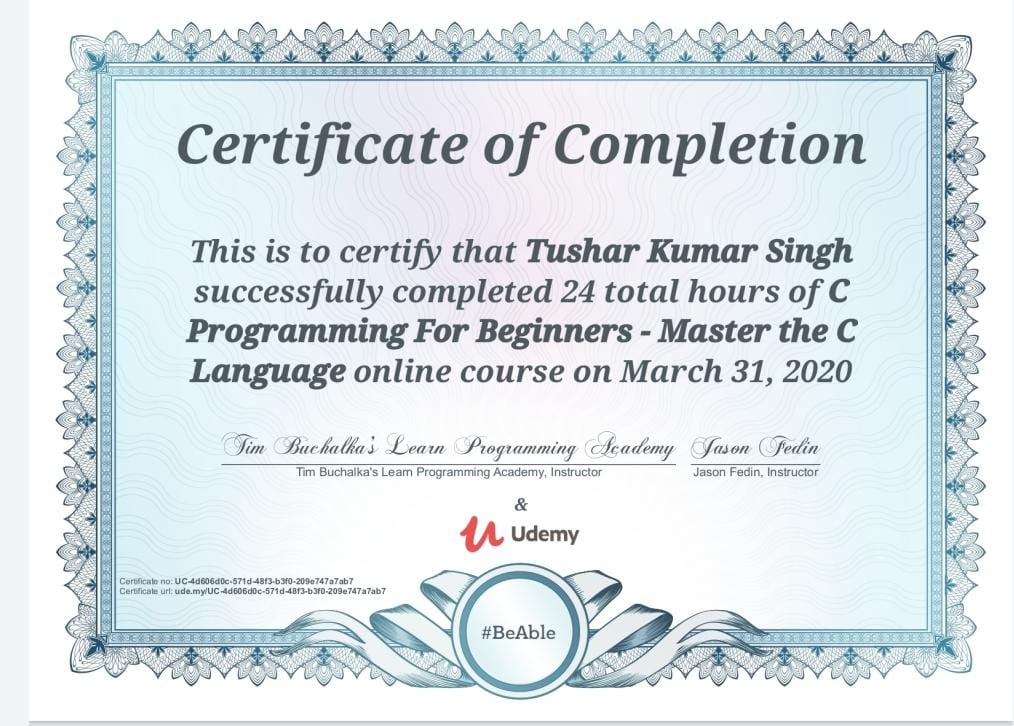 Certificate of Completion
This is to certify that Tushar Kumar Singh
successfully completed 24 total hours of C
Programming For Beginners - Master the C
Language online course on March 31, 2020
Tim Buchalka's Learn Programming Academy Jason Fedin
Tim Buchalka's Learn Programming Academy, Instructor Jason Fedin, Instructor
&
Udemy
Certificate no: UC-4d606d0c-571d-48f3-b3f0-209e747a7ab7
Certificate url: ude.my/UC-4d606d0c-571d-48f3-b3f0-209e747a7ab7
#BeAble